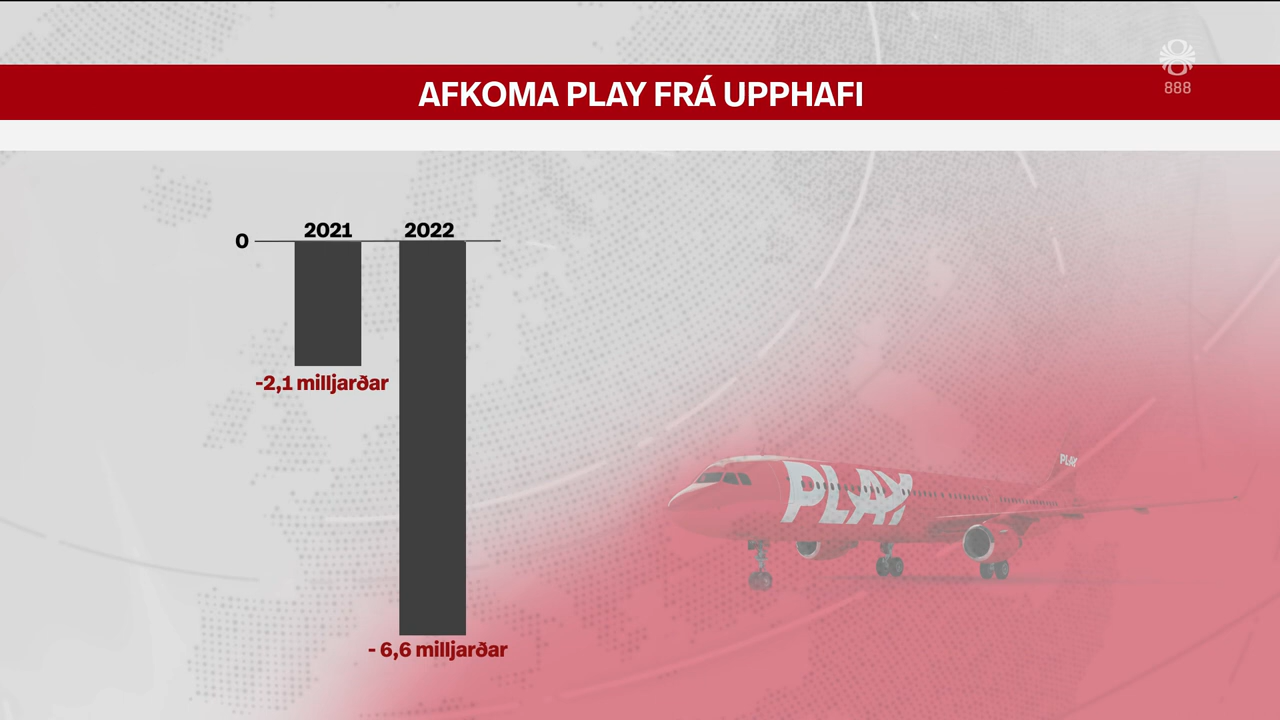 888
AFKOMA PLAY FRÁ UPPHAFI
2021 2022
0
-2,1 milljarðar
- 6,6 milljarðar
PLAY
PLAY